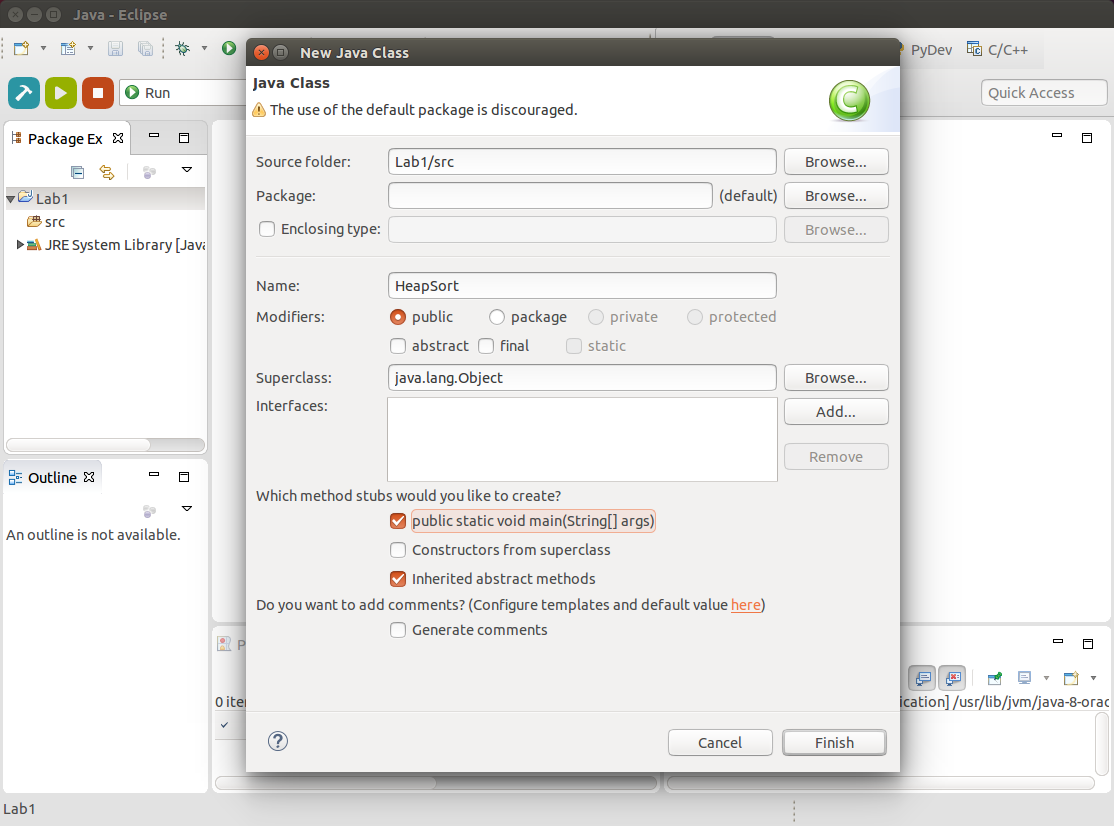 Java - Eclipse
PyDev
C/C++
Run
Quick Access
Package Ex
Lab1
src
JRE System Library [Java
Outline
An outline is not available.
New Java Class
Java Class
The use of the default package is discouraged.
Source folder: Lab1/src Browse...
Package: (default) Browse...
Enclosing type: Browse...
Name: HeapSort
Modifiers: public package private protected
abstract final static
Superclass: java.lang.Object Browse...
Interfaces: Add...
Remove
Which method stubs would you like to create?
public static void main(String[] args)
Constructors from superclass
Inherited abstract methods
Do you want to add comments? (Configure templates and default value here)
Generate comments
Cancel Finish
P
0 iter
ication] /usr/lib/jvm/java-8-orac
Lab1